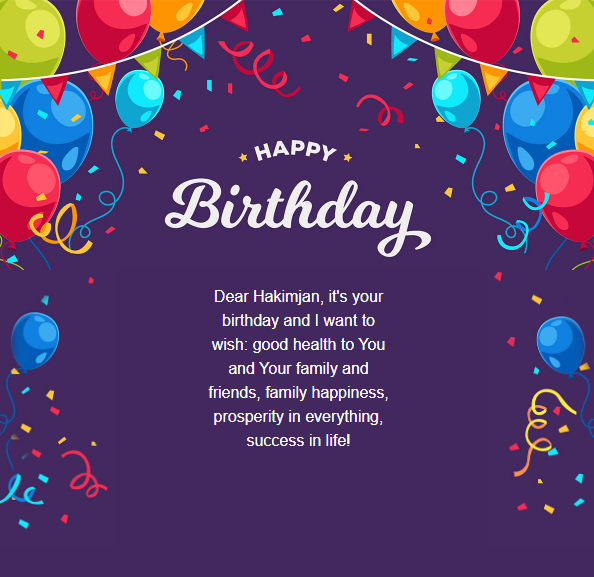 HAPPY
Birthday
Dear Hakimjan, it's your
birthday and I want to
wish: good health to You
and Your family and
friends, family happiness,
prosperity in everything,
success in life!